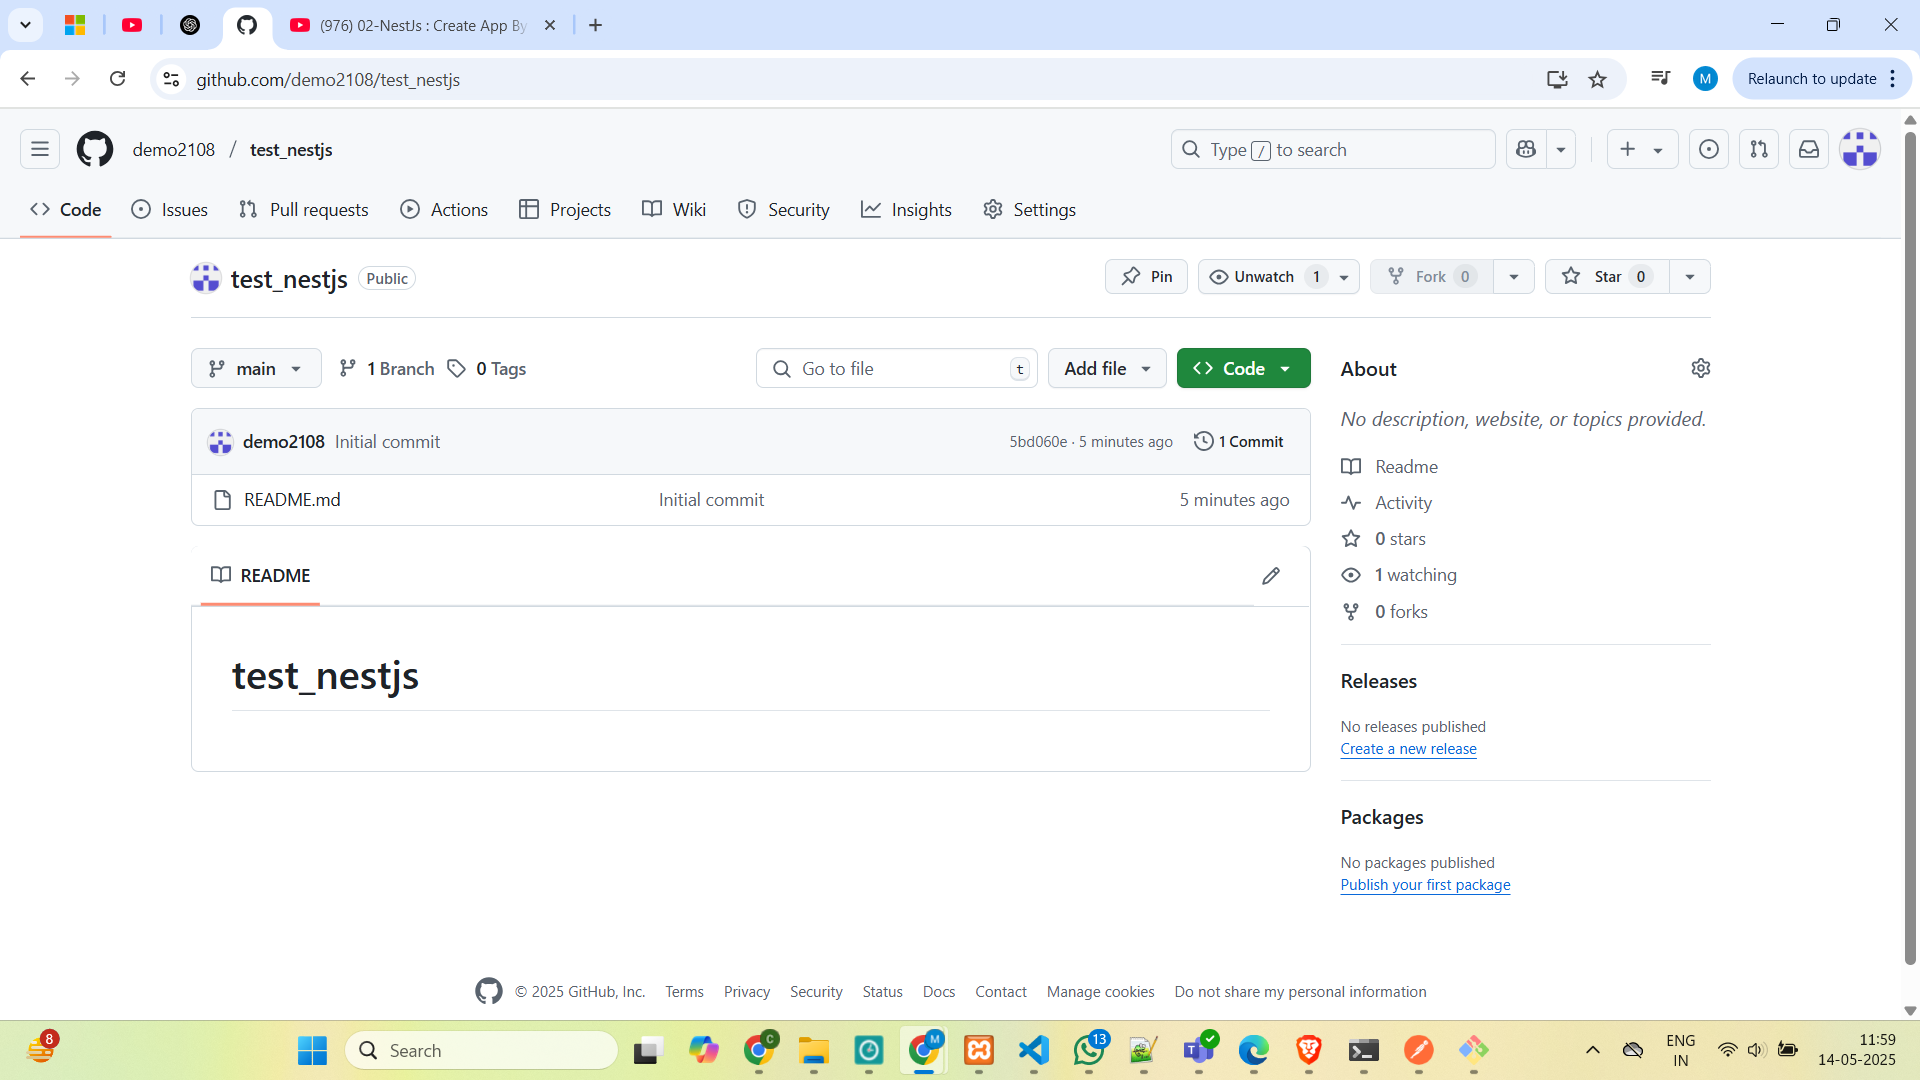 (976) 02-NestJs : Create App By
github.com/demo2108/test_nestjs
M
Relaunch to update
demo2108 / test_nestjs
Type / to search
Code
Issues
Pull requests
Actions
Projects
Wiki
Security
Insights
Settings
test_nestjs Public
Pin
Unwatch 1
Fork 0
Star 0
main
1 Branch
0 Tags
Go to file t
Add file
Code
demo2108 Initial commit
5bd060e · 5 minutes ago
1 Commit
README.md
Initial commit
5 minutes ago
README
test_nestjs
About
No description, website, or topics provided.
Readme
Activity
0 stars
1 watching
0 forks
Releases
No releases published
Create a new release
Packages
No packages published
Publish your first package
© 2025 GitHub, Inc.
Terms
Privacy
Security
Status
Docs
Contact
Manage cookies
Do not share my personal information
8
Search
C
M
13
ENG
IN
11:59
14-05-2025